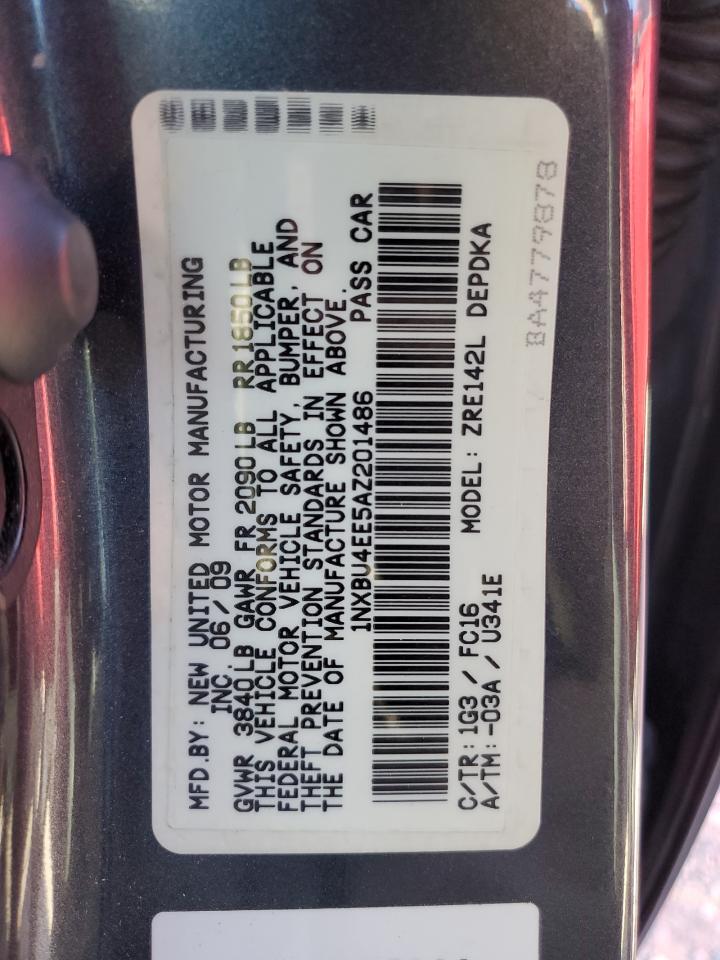 MFD.BY: NEW UNITED MOTOR MANUFACTURING
INC. 06/09
GVWR 3840LB GAWR FR 2090LB RR1850LB
THIS VEHICLE CONFORMS TO ALL APPLICABLE
FEDERAL MOTOR VEHICLE SAFETY, BUMPER, AND
THEFT PREVENTION STANDARDS IN EFFECT ON
THE DATE OF MANUFACTURE SHOWN ABOVE.
1NXBU4EE5AZ201486 PASS CAR
C/TR: 1G3 / FC16 MODEL: ZRE142L DEPDKA
A/TM: -03A / U341E
BA4779878